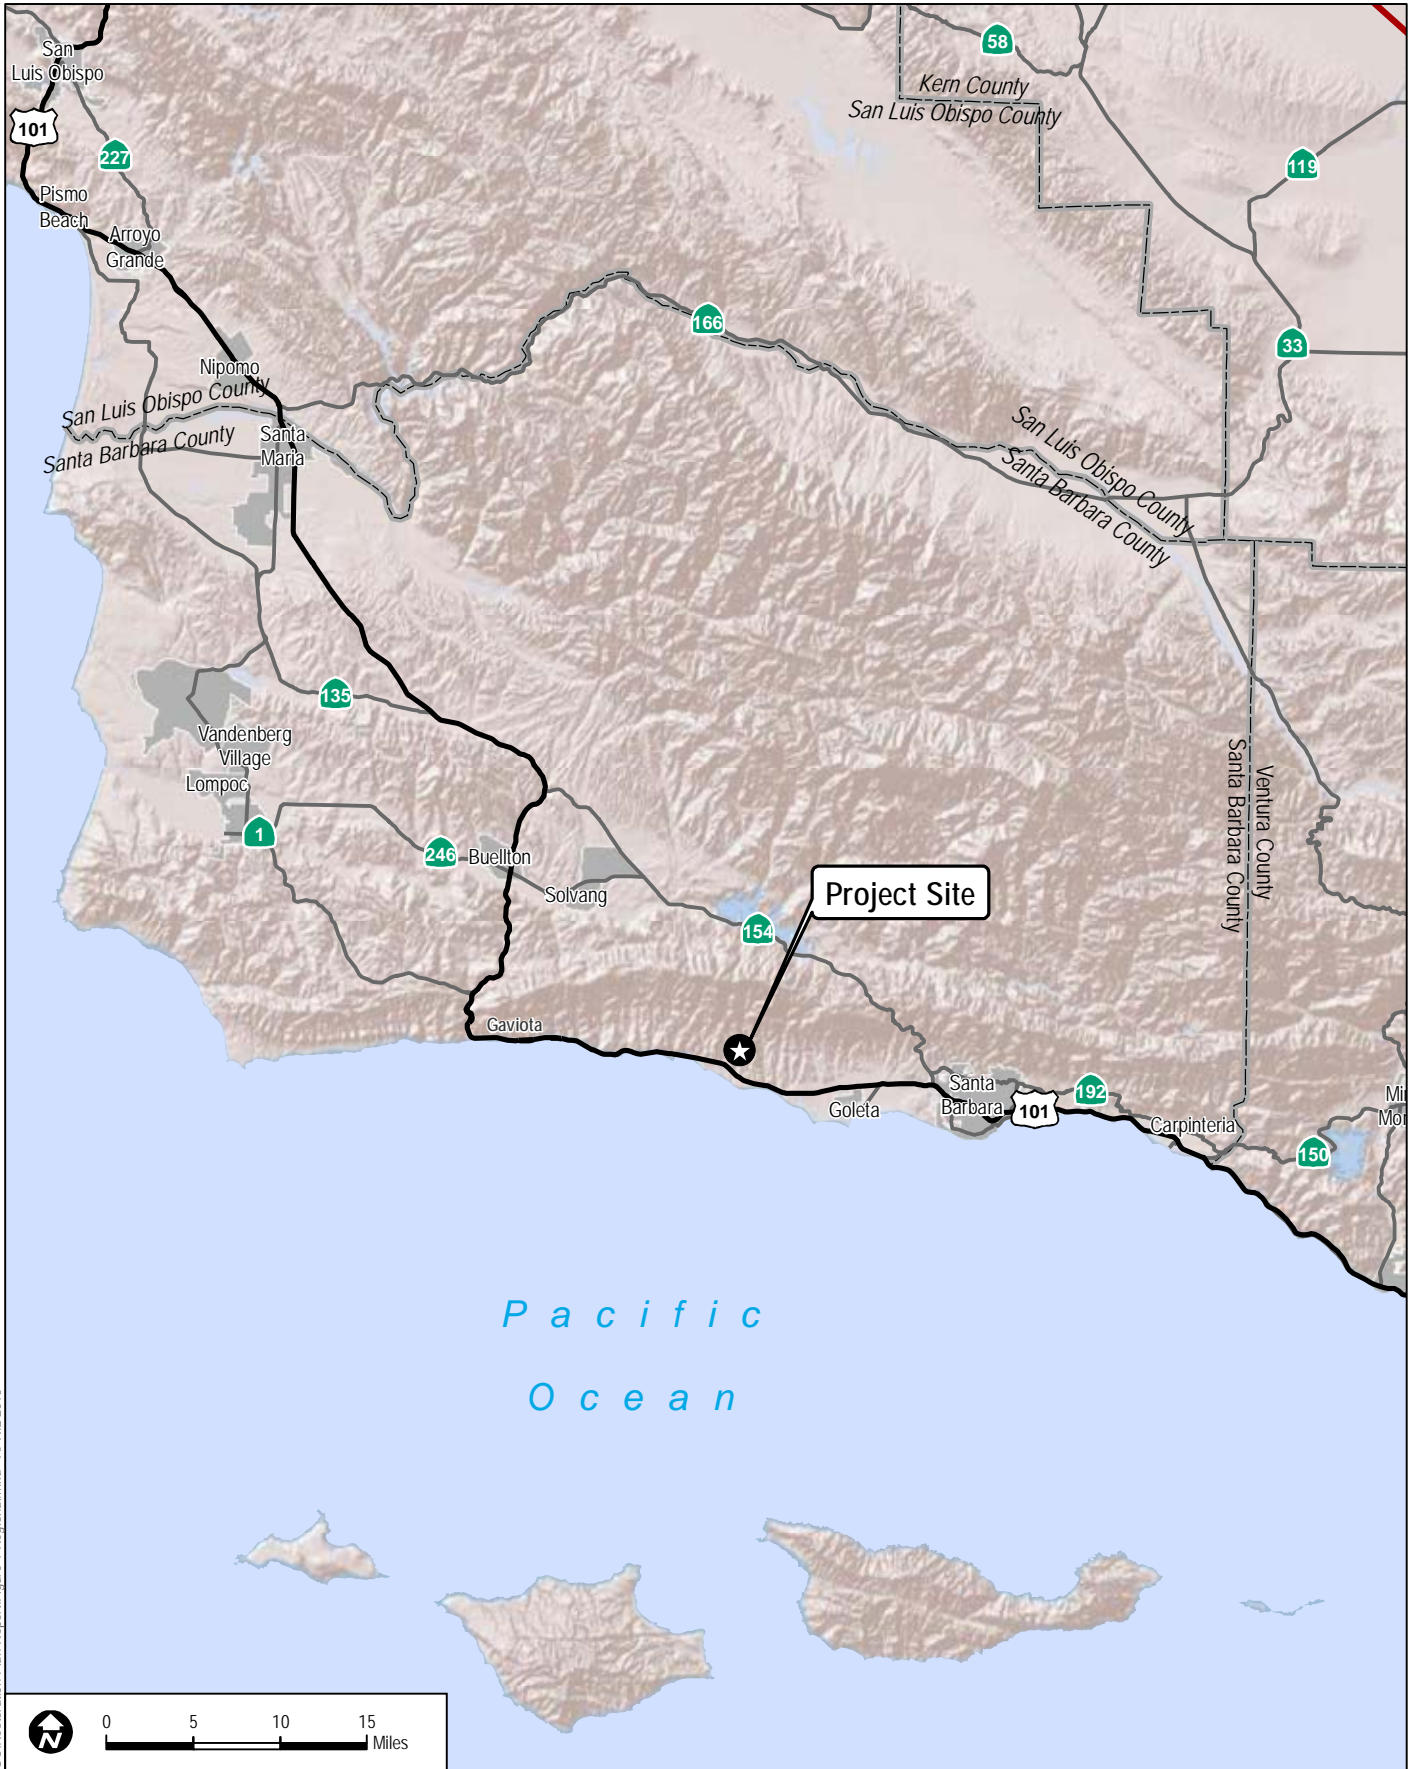 San
Luis Obispo
58
Kern County
San Luis Obispo County
101
227
119
Pismo
Beach
Arroyo
Grande
166
33
Nipomo
San Luis Obispo County
Santa Barbara County
Santa
Maria
San Luis Obispo County
Santa Barbara County
135
Vandenberg
Village
Lompoc
1
246
Buellton
Solvang
Ventura County
Santa Barbara County
Project Site
154
Gaviota
Goleta
Santa
Barbara
101
192
Carpinteria
150
Pacific
Ocean
N
0 5 10 15
Miles